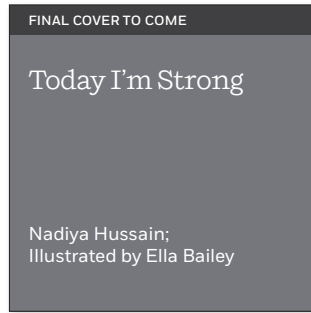 FINAL COVER TO COME
Today I’m Strong
Nadiya Hussain;
Illustrated by Ella Bailey